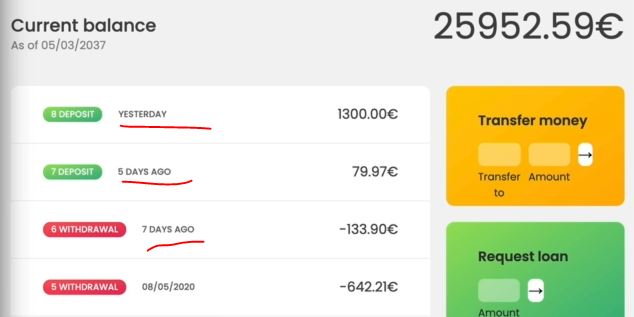 Current balance
As of 05/03/2037
25952.59€
8 DEPOSIT YESTERDAY 1300.00€
7 DEPOSIT 5 DAYS AGO 79.97€
6 WITHDRAWAL 7 DAYS AGO -133.90€
5 WITHDRAWAL 08/05/2020 -642.21€
Transfer money
→
Transfer to Amount
Request loan
→
Amount